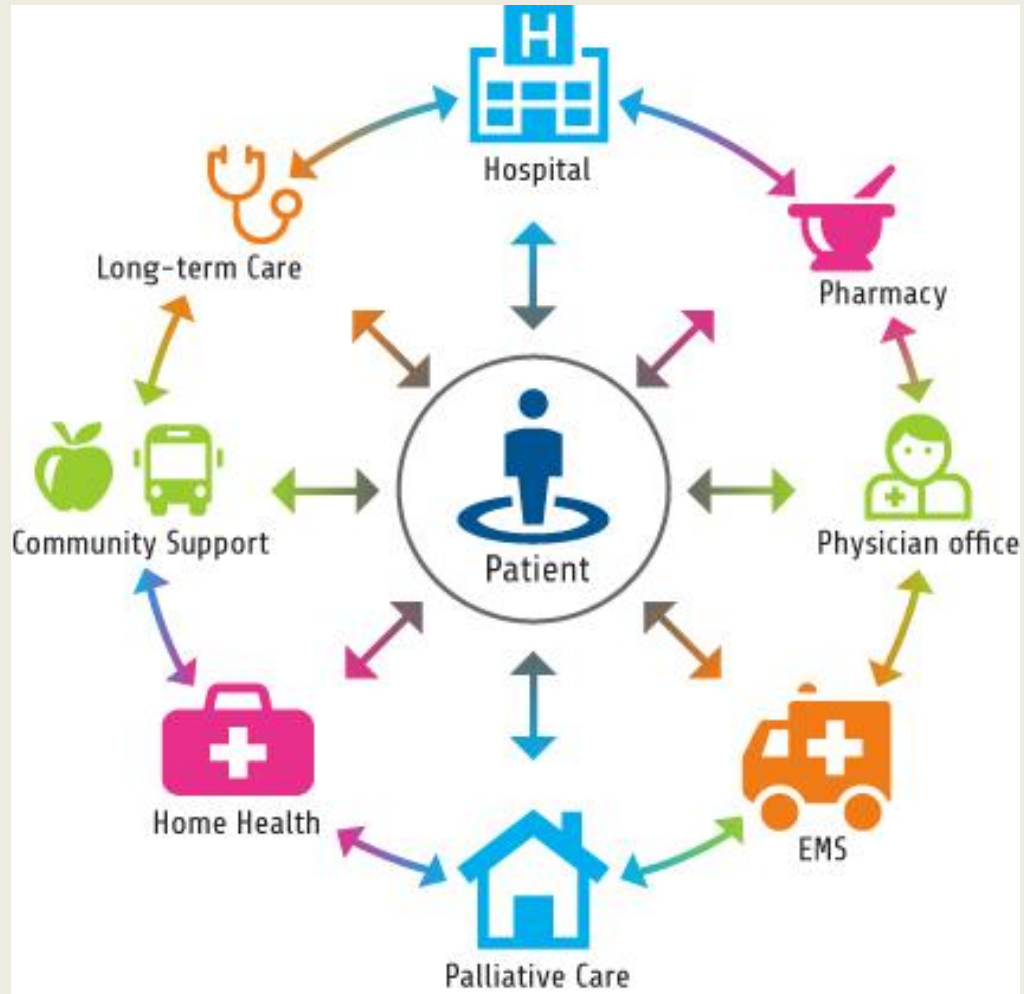 H
Hospital
Long-term Care
Pharmacy
Community Support
Patient
Physician office
Home Health
EMS
Palliative Care